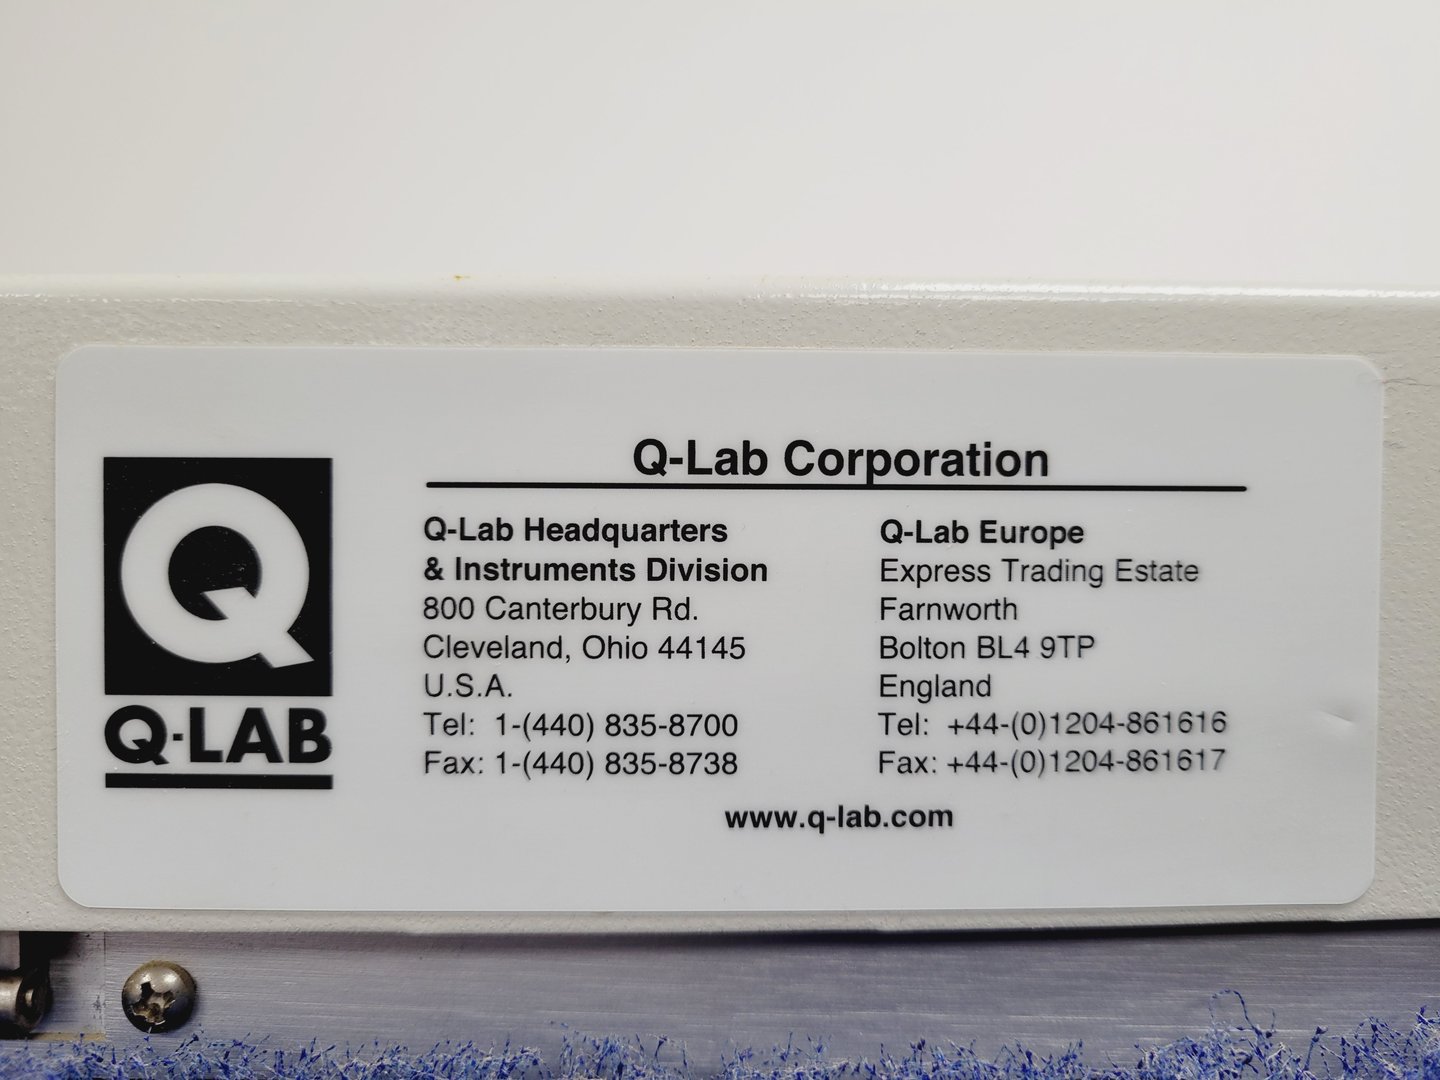 Q-Lab Corporation
Q-LAB
Q-Lab Headquarters
& Instruments Division
800 Canterbury Rd.
Cleveland, Ohio 44145
U.S.A.
Tel: 1-(440) 835-8700
Fax: 1-(440) 835-8738
Q-Lab Europe
Express Trading Estate
Farnworth
Bolton BL4 9TP
England
Tel: +44-(0)1204-861616
Fax: +44-(0)1204-861617
www.q-lab.com